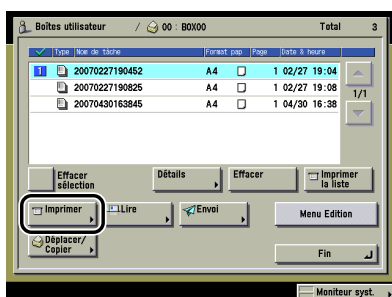 Boîtes utilisateur / 00 : BOX00 Total 3
Type Nom de tâche Format pap Page Date & heure
1 20070227190452 A4 1 02/27 19:04
20070227190825 A4 1 02/27 19:08
20070430163845 A4 1 04/30 16:38
1/1
Effacer sélection
Détails
Effacer
Imprimer la liste
Imprimer
Lire
Envoi
Menu Edition
Déplacer/ Copier
Fin
Moniteur syst.